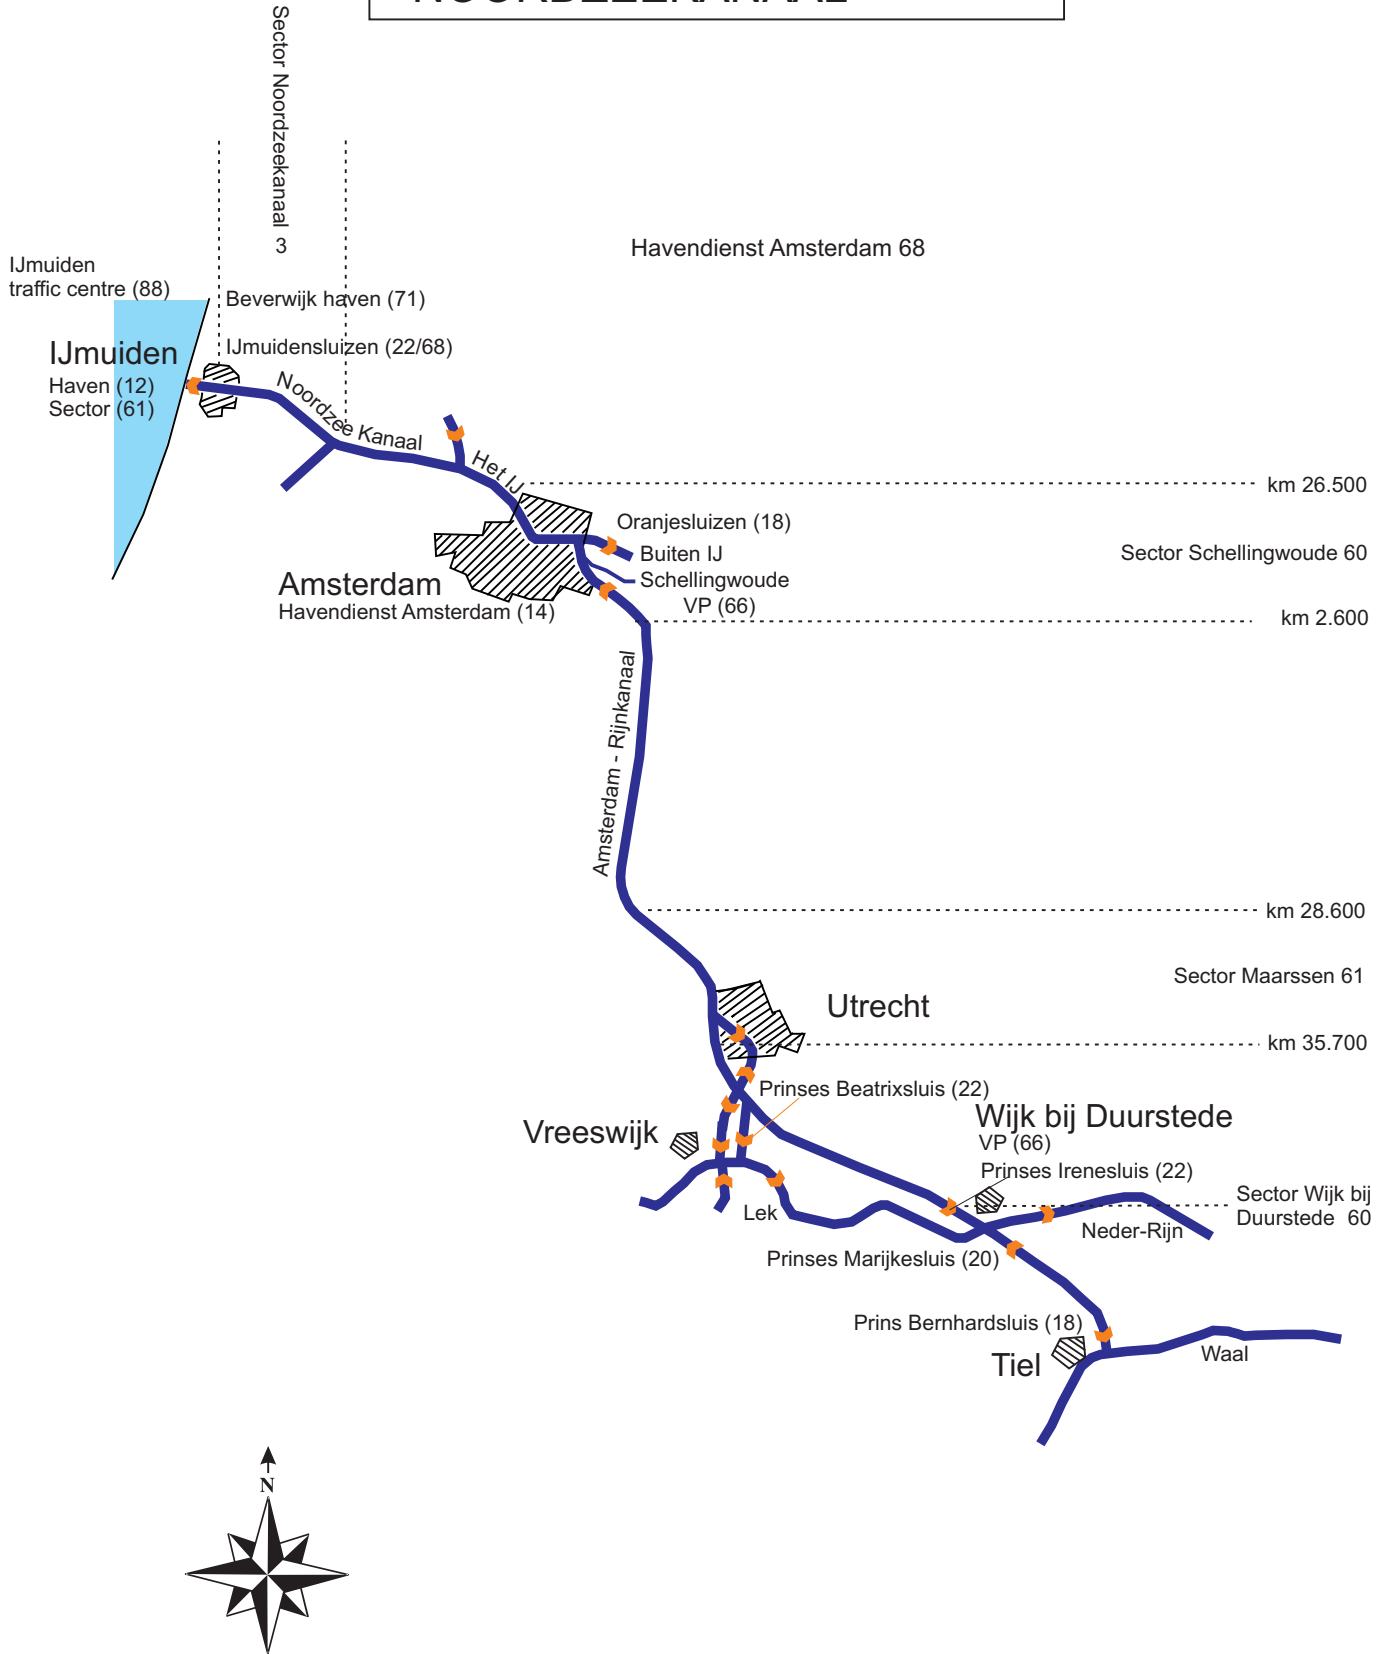 NOORDZEEKANAAL
Sector Noordzeekanaal
3
Havendienst Amsterdam 68
IJmuiden
traffic centre (88)
Beverwijk haven (71)
IJmuidensluizen (22/68)
IJmuiden
Haven (12)
Sector (61)
Noordzee Kanaal
Het IJ
km 26.500
Oranjesluizen (18)
Buiten IJ
Sector Schellingwoude 60
Schellingwoude
VP (66)
Amsterdam
Havendienst Amsterdam (14)
km 2.600
Amsterdam - Rijnkanaal
km 28.600
Sector Maarssen 61
Utrecht
km 35.700
Prinses Beatrixsluis (22)
Vreeswijk
Wijk bij Duurstede
VP (66)
Prinses Irenesluis (22)
Sector Wijk bij
Duurstede 60
Lek
Neder-Rijn
Prinses Marijkesluis (20)
Prins Bernhardsluis (18)
Tiel
Waal
N